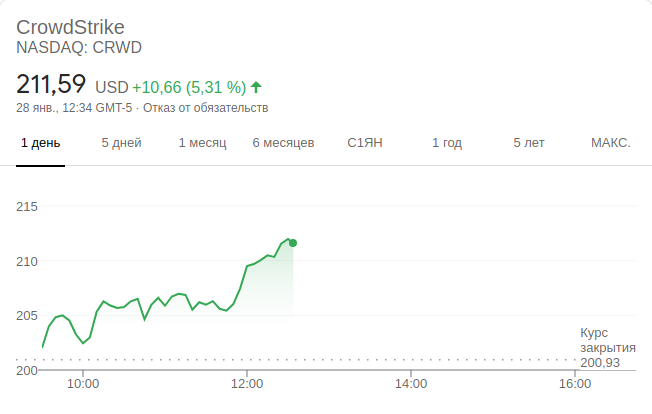 CrowdStrike
NASDAQ: CRWD
211,59 USD +10,66 (5,31 %)
28 янв., 12:34 GMT-5 · Отказ от обязательств
1 день 5 дней 1 месяц 6 месяцев С1ЯН 1 год 5 лет МАКС.
215
210
205
Курс
закрытия
200,93
200
10:00 12:00 14:00 16:00